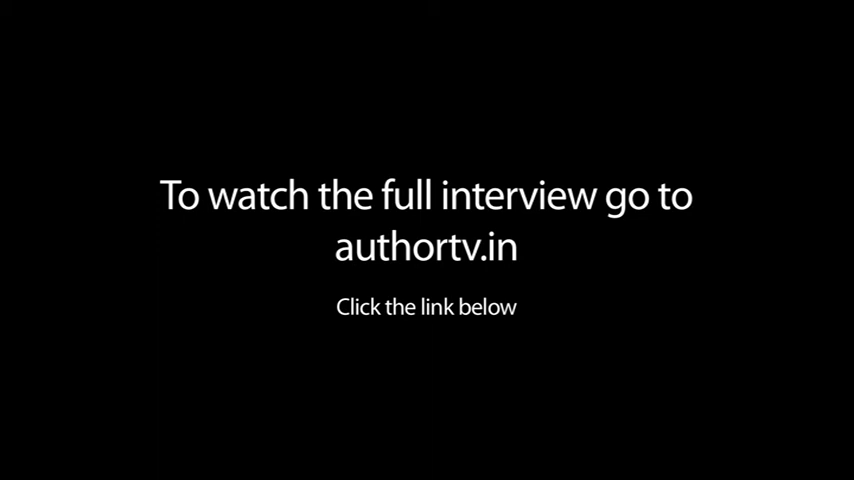 To watch the full interview go to
authortv.in
Click the link below